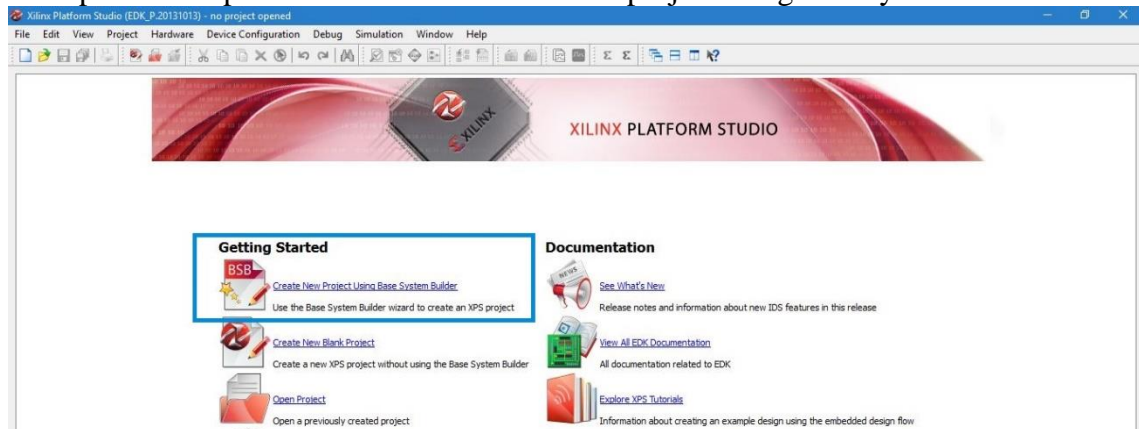 Xilinx Platform Studio (EDK_P.20131013) - no project opened
File Edit View Project Hardware Device Configuration Debug Simulation Window Help
XILINX
XILINX PLATFORM STUDIO
Getting Started
Documentation
BSB
Create New Project Using Base System Builder
Use the Base System Builder wizard to create an XPS project
NEWS
See What's New
Release notes and information about new IDS features in this release
Create New Blank Project
Create a new XPS project without using the Base System Builder
View All EDK Documentation
All documentation related to EDK
Open Project
Open a previously created project
Explore XPS Tutorials
Information about creating an example design using the embedded design flow